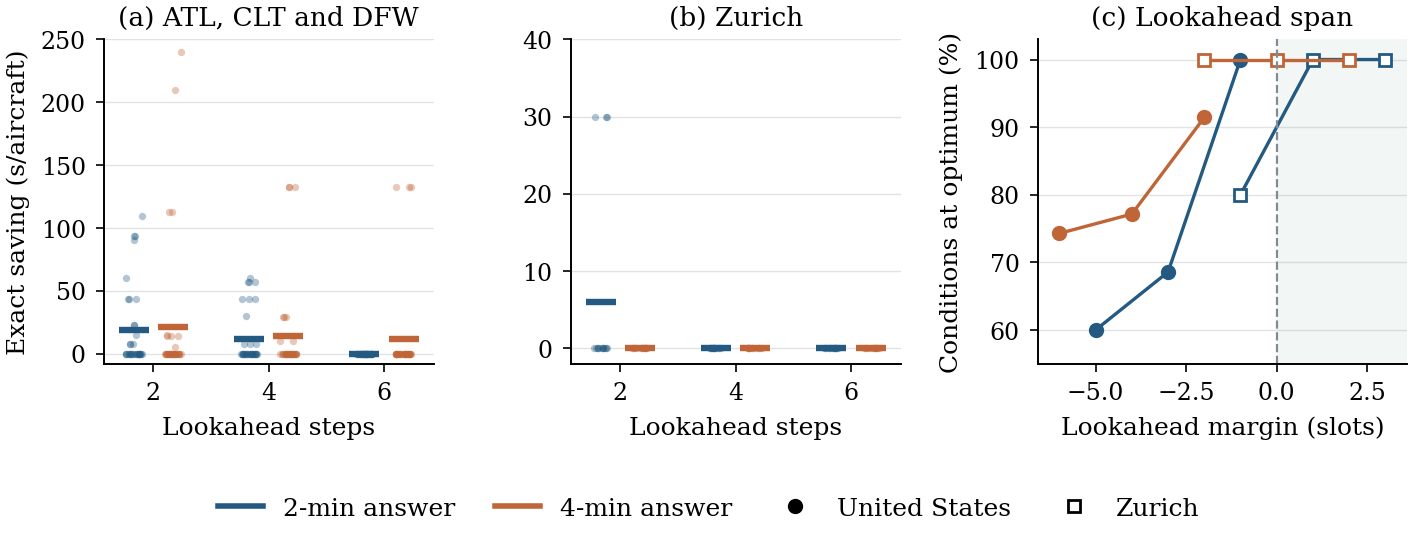 (a) ATL, CLT and DFW
Exact saving (s/aircraft)
250
200
150
100
50
0
2
4
6
Lookahead steps
(b) Zurich
40
30
20
10
0
2
4
6
Lookahead steps
(c) Lookahead span
Conditions at optimum (%)
100
90
80
70
60
−5.0
−2.5
0.0
2.5
Lookahead margin (slots)
2-min answer
4-min answer
United States
Zurich